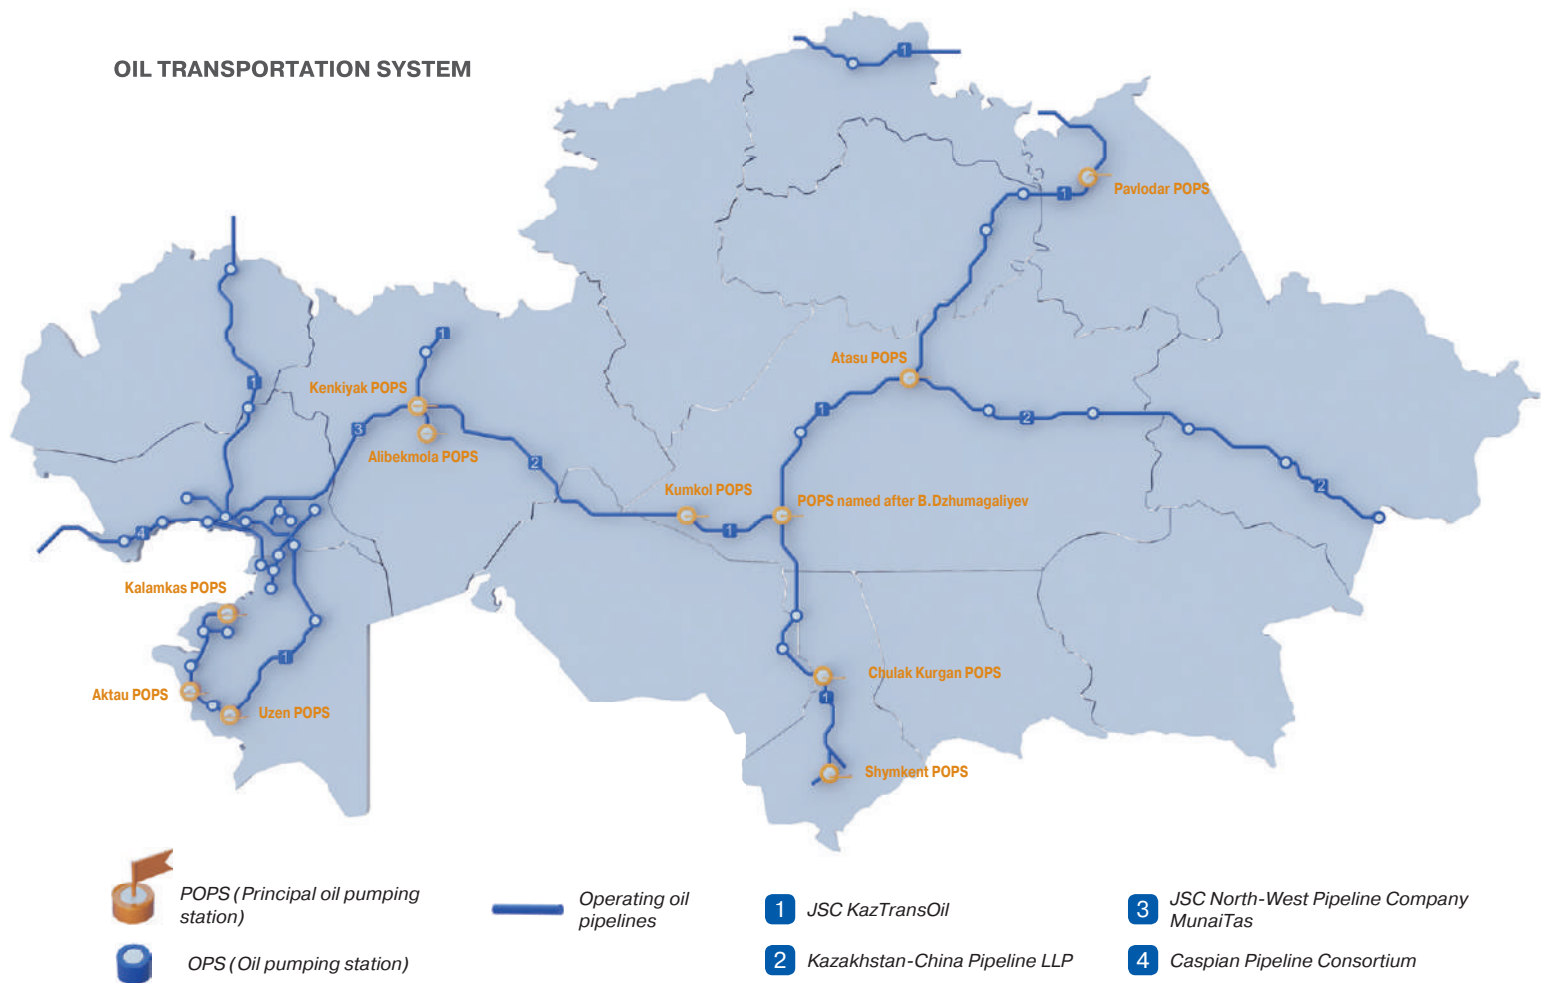 OIL TRANSPORTATION SYSTEM
1
1
Pavlodar POPS
1
Atasu POPS
1
Kenkiyak POPS
1
1
2
3
Alibekmola POPS
2
Kumkol POPS
POPS named after B.Dzhumagaliyev
2
1
4
Kalamkas POPS
1
Chulak Kurgan POPS
Aktau POPS
1
Uzen POPS
Shymkent POPS
POPS (Principal oil pumping
station)
OPS (Oil pumping station)
Operating oil
pipelines
1 JSC KazTransOil
2 Kazakhstan-China Pipeline LLP
3 JSC North-West Pipeline Company
MunaiTas
4 Caspian Pipeline Consortium